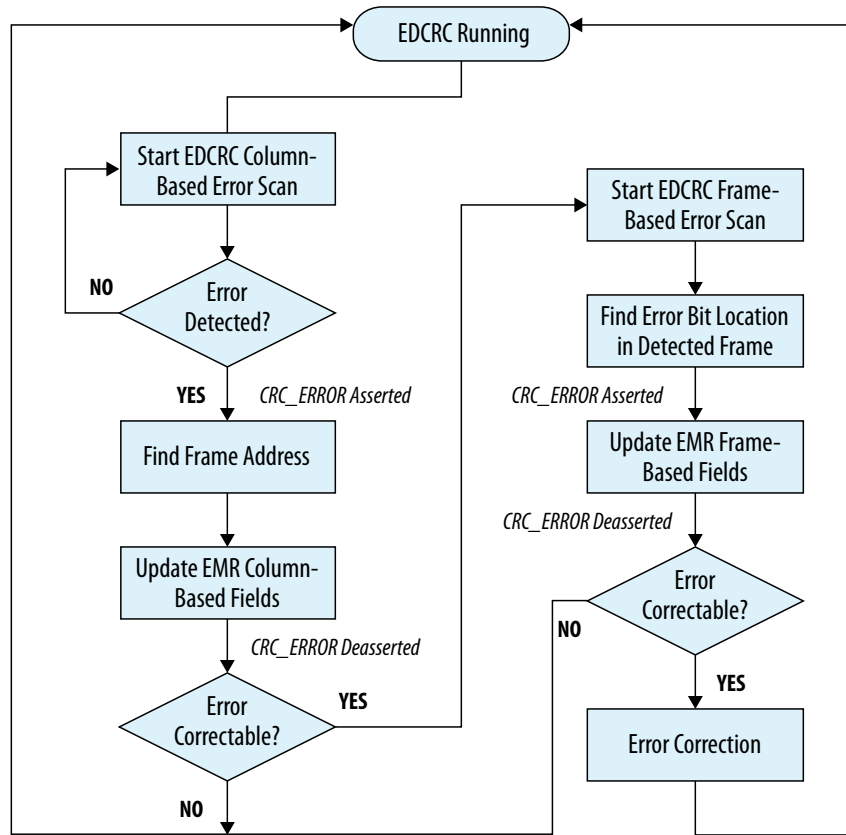 EDCRC Running
Start EDCRC Column-
Based Error Scan
NO
Error
Detected?
YES
CRC_ERROR Asserted
Find Frame Address
Update EMR Column-
Based Fields
CRC_ERROR Deasserted
Error
Correctable?
YES
NO
Start EDCRC Frame-
Based Error Scan
Find Error Bit Location
in Detected Frame
CRC_ERROR Asserted
Update EMR Frame-
Based Fields
CRC_ERROR Deasserted
Error
Correctable?
NO
YES
Error Correction